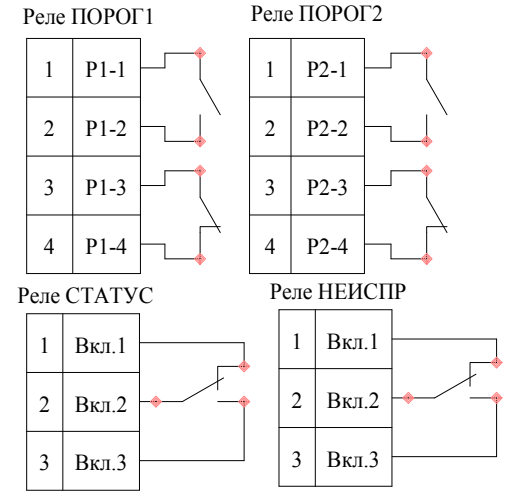 Реле ПОРОГ1
1 Р1-1
2 Р1-2
3 Р1-3
4 Р1-4
Реле ПОРОГ2
1 Р2-1
2 Р2-2
3 Р2-3
4 Р2-4
Реле СТАТУС
1 Вкл.1
2 Вкл.2
3 Вкл.3
Реле НЕИСПР
1 Вкл.1
2 Вкл.2
3 Вкл.3